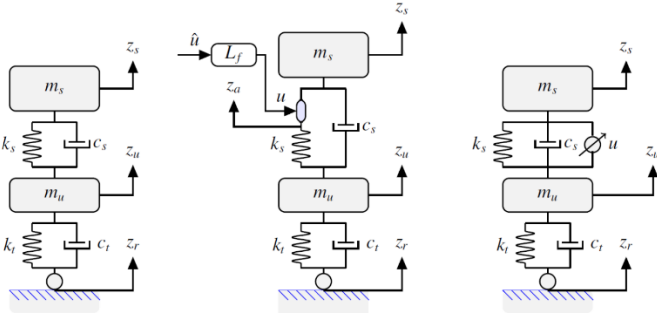 z_s
m_s
k_s
c_s
z_u
m_u
k_t
c_t
z_r
û
L_f
z_s
m_s
z_a
u
k_s
c_s
z_u
m_u
k_t
c_t
z_r
z_s
m_s
k_s
c_s
u
m_u
k_t
c_t
z_r